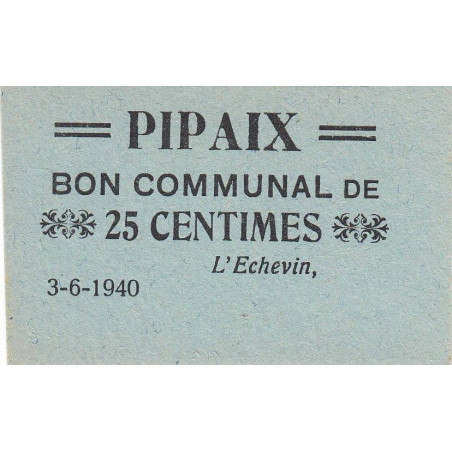 PIPAIX
BON COMMUNAL DE
25 CENTIMES
L'Echevin,
3-6-1940